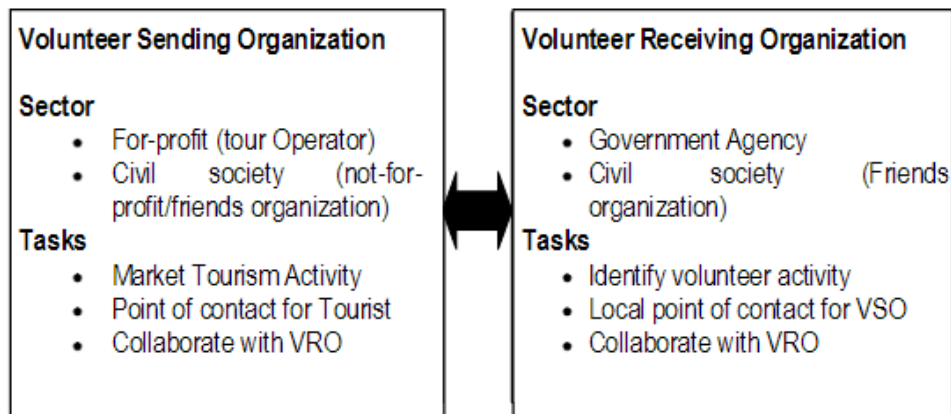 Volunteer Sending Organization
Sector
• For-profit (tour Operator)
• Civil society (not-for-
profit/friends organization)
Tasks
• Market Tourism Activity
• Point of contact for Tourist
• Collaborate with VRO
Volunteer Receiving Organization
Sector
• Government Agency
• Civil society (Friends
organization)
Tasks
• Identify volunteer activity
• Local point of contact for VSO
• Collaborate with VRO